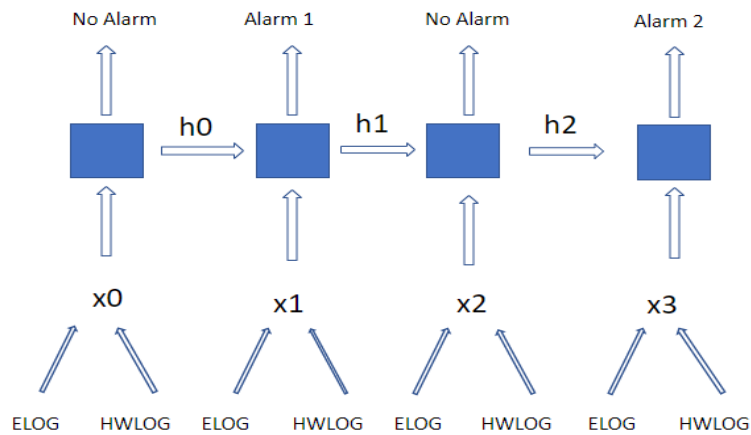 No Alarm Alarm 1 No Alarm Alarm 2
h0 h1 h2
x0 x1 x2 x3
ELOG HWLOG ELOG HWLOG ELOG HWLOG ELOG HWLOG